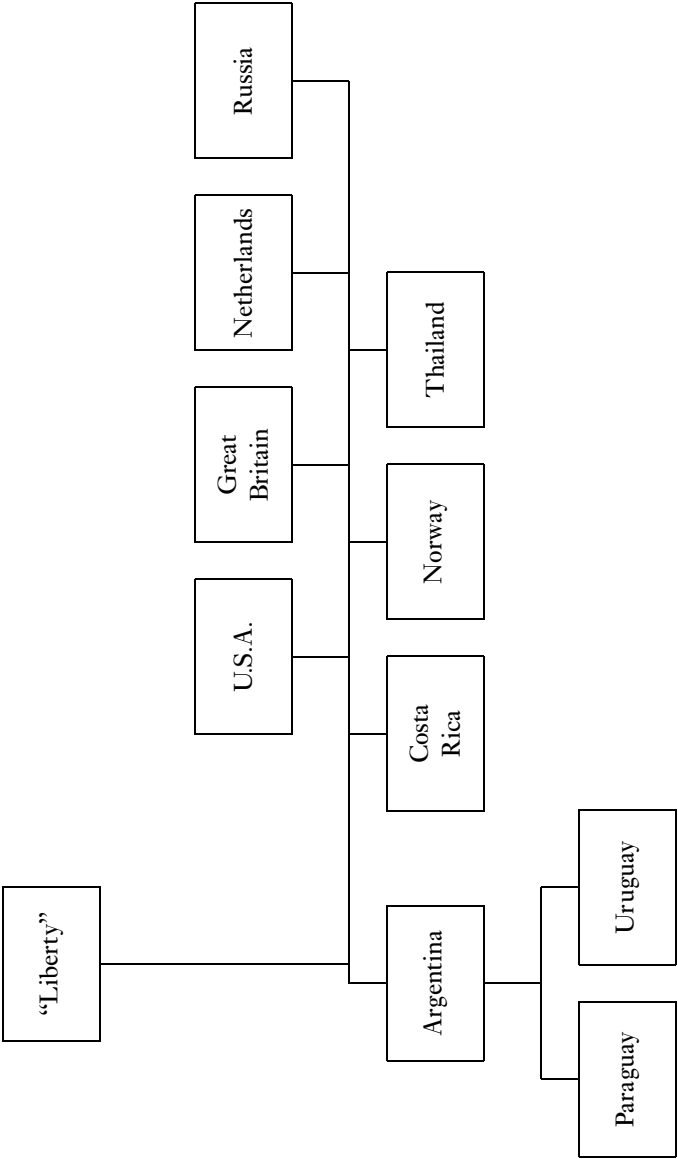 “Liberty”
U.S.A.
Great
Britain
Netherlands
Russia
Argentina
Costa
Rica
Norway
Thailand
Paraguay
Uruguay